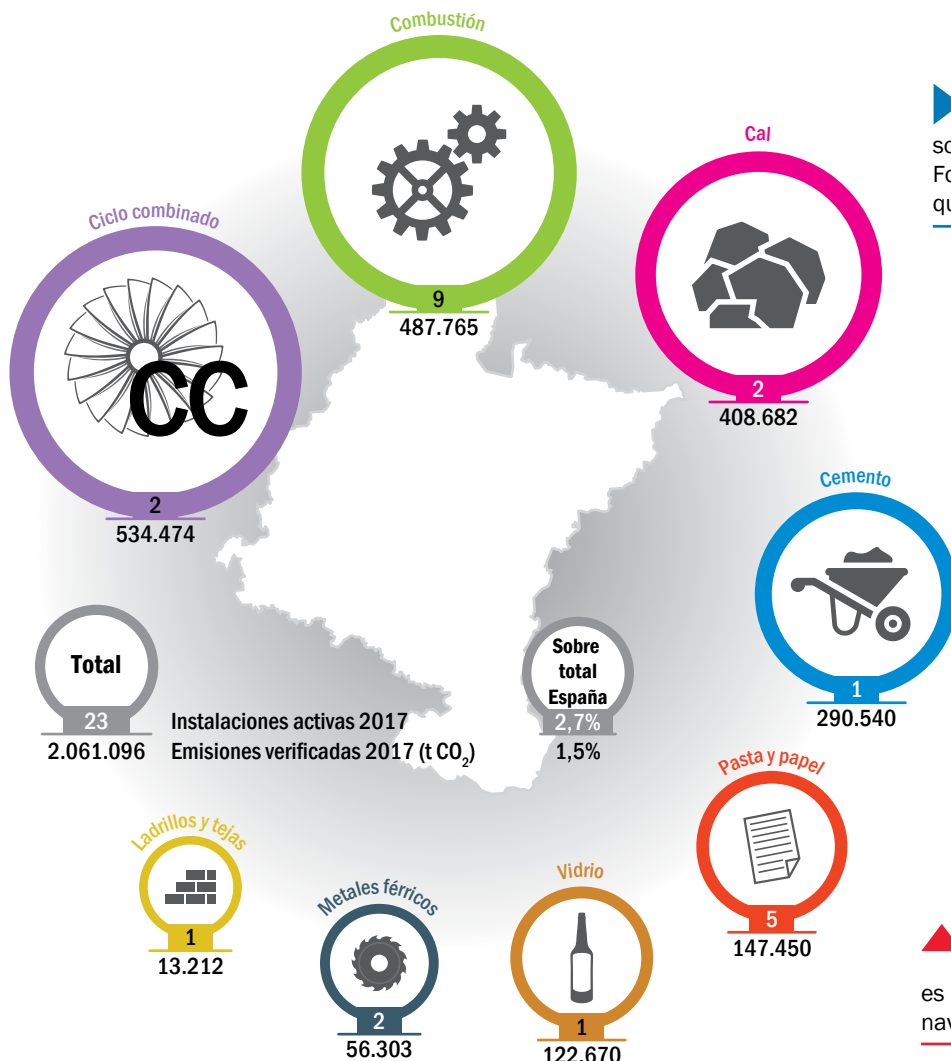 Combustión
9
487.765
Cal
2
408.682
Ciclo combinado
CC
2
534.474
Cemento
1
290.540
Total
23
2.061.096
Instalaciones activas 2017
Emisiones verificadas 2017 (t CO₂)
Sobre
total
España
2,7%
1,5%
Pasta y papel
5
147.450
Ladrillos y tejas
1
13.212
Metales férricos
2
56.303
Vidrio
1
122.670
es